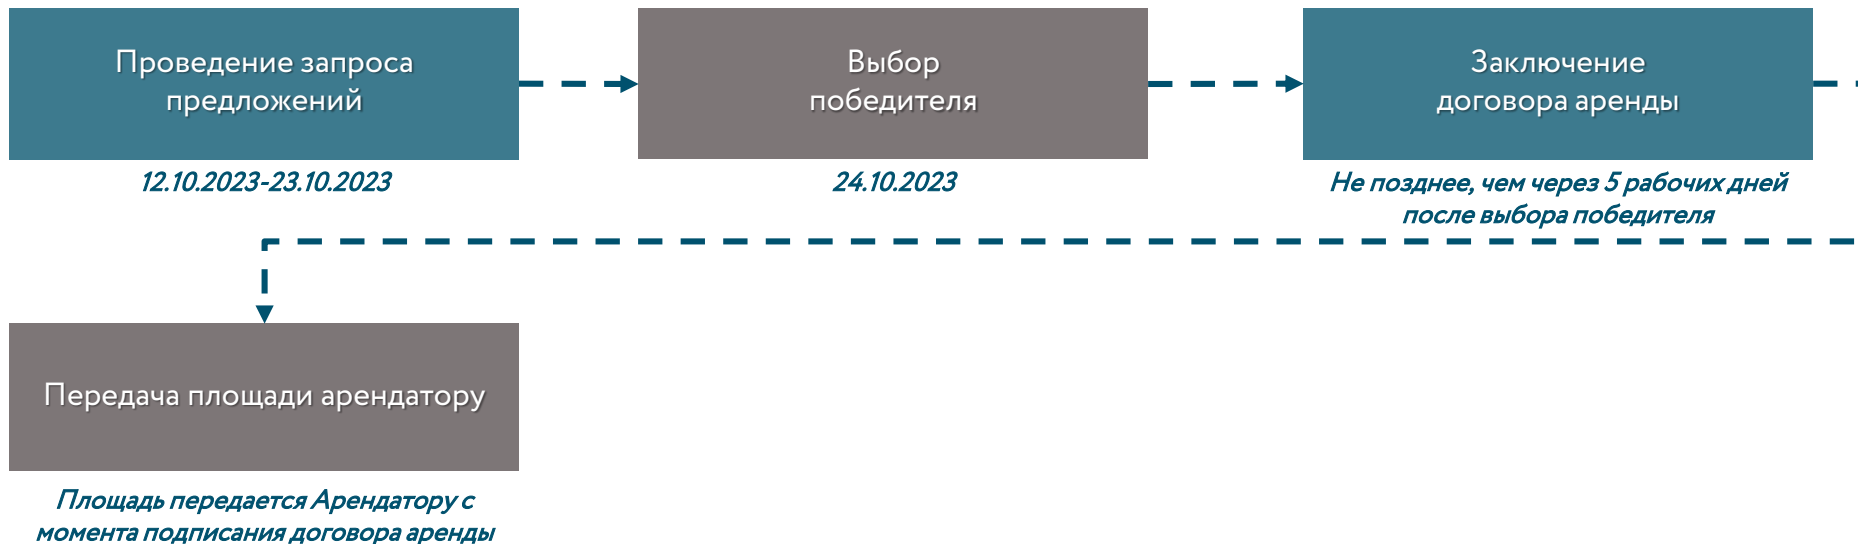 Проведение запроса
предложений
12.10.2023-23.10.2023
Выбор
победителя
24.10.2023
Заключение
договора аренды
Не позднее, чем через 5 рабочих дней
после выбора победителя
Передача площади арендатору
Площадь передается Арендатору с
момента подписания договора аренды